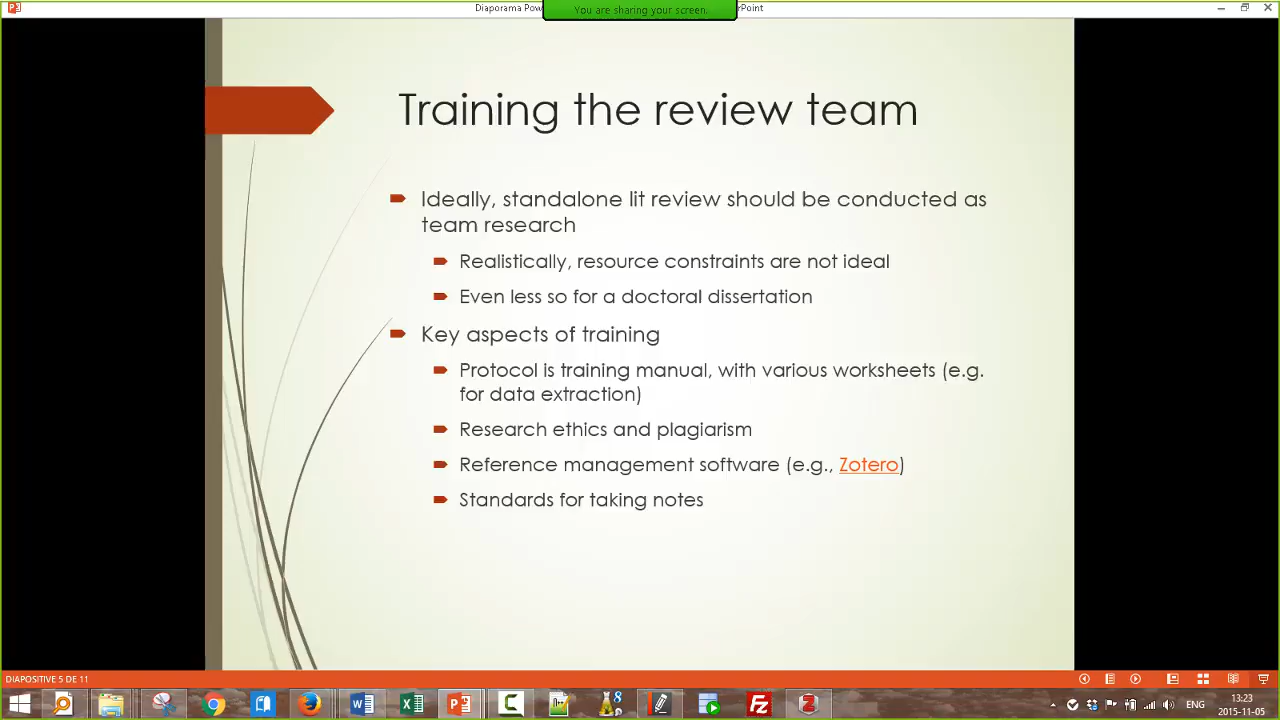 Diaporama Pow
You are sharing your screen.
Point
Training the review team
Ideally, standalone lit review should be conducted as
team research
Realistically, resource constraints are not ideal
Even less so for a doctoral dissertation
Key aspects of training
Protocol is training manual, with various worksheets (e.g.
for data extraction)
Research ethics and plagiarism
Reference management software (e.g., Zotero)
Standards for taking notes
DIAPOSITIVE 5 DE 11
ENG
13:23
2015-11-05